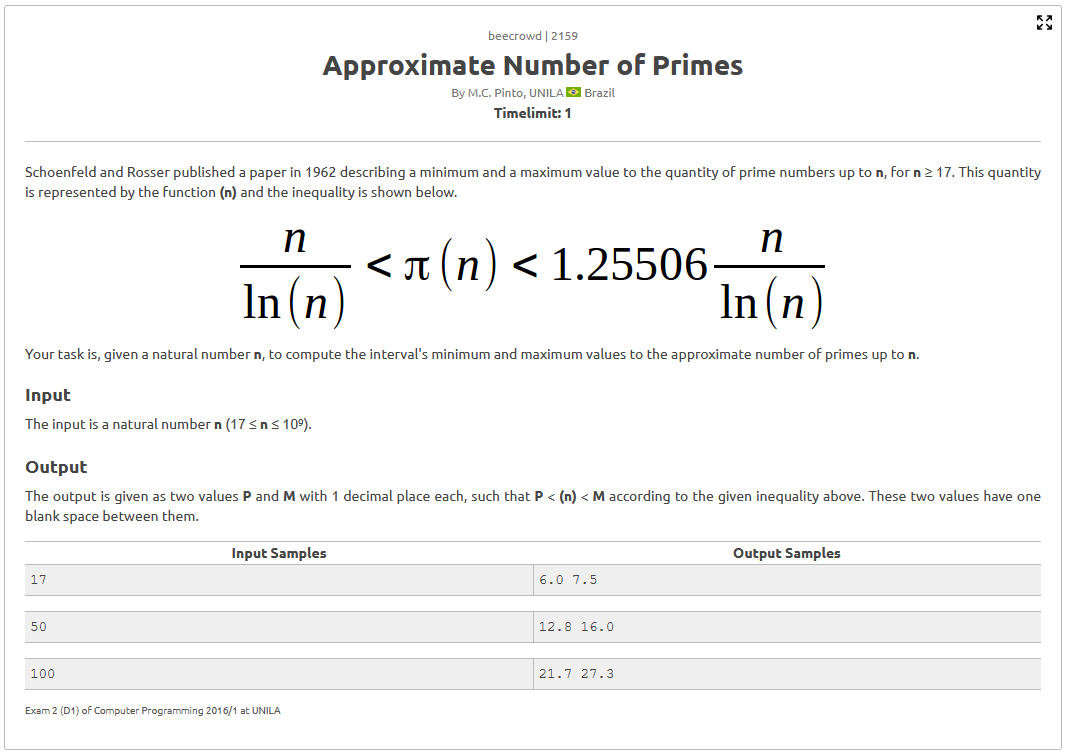 beecrowd | 2159
Approximate Number of Primes
By M.C. Pinto, UNILA Brazil
Timelimit: 1
Schoenfeld and Rosser published a paper in 1962 describing a minimum and a maximum value to the quantity of prime numbers up to n, for n ≥ 17. This quantity
is represented by the function (n) and the inequality is shown below.
n/ln(n) < π(n) < 1.25506 n/ln(n)
Your task is, given a natural number n, to compute the interval's minimum and maximum values to the approximate number of primes up to n.
Input
The input is a natural number n (17 ≤ n ≤ 10⁹).
Output
The output is given as two values P and M with 1 decimal place each, such that P < (n) < M according to the given inequality above. These two values have one
blank space between them.
Input Samples Output Samples
17 6.0 7.5
50 12.8 16.0
100 21.7 27.3
Exam 2 (D1) of Computer Programming 2016/1 at UNILA